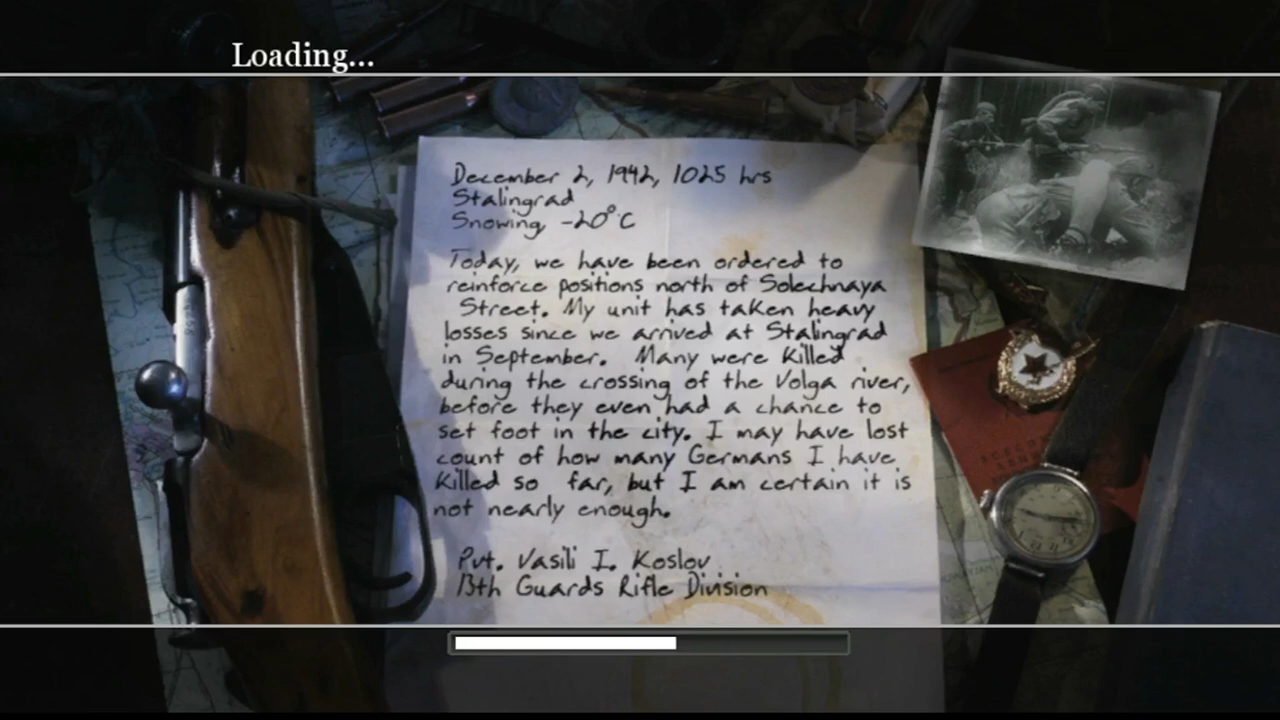 Loading...
December 2, 1942, 1025 hrs
Stalingrad
Snowing, -20°C
Today, we have been ordered to
reinforce positions north of Solechnaya
Street. My unit has taken heavy
losses since we arrived at Stalingrad
in September. Many were killed
during the crossing of the Volga river,
before they even had a chance to
set foot in the city. I may have lost
count of how many Germans I have
killed so far, but I am certain it is
not nearly enough.
Pvt. Vasili I. Koslov
13th Guards Rifle Division